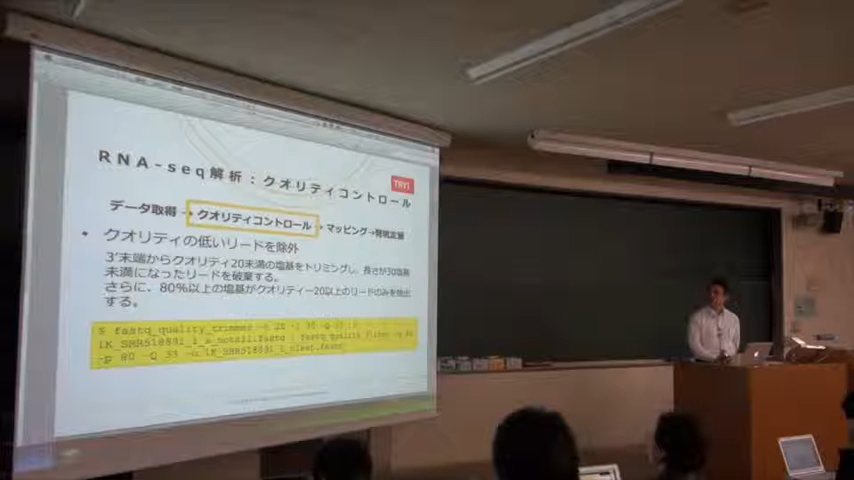 RNA-seq解析：クオリティコントロール
TRY!
データ取得→クオリティコントロール→マッピング→発現定量
• クオリティの低いリードを除外
3'末端からクオリティ20未満の塩基をトリミングし、長さが30塩基
未満になったリードを破棄する。
さらに、80%以上の塩基がクオリティー20以上のリードのみを抽出
する。
$ fastq_quality_trimmer -t 20 -l 30 -Q 33
| fastq_quality_filter -q 20
-p 80 -Q 33 -o